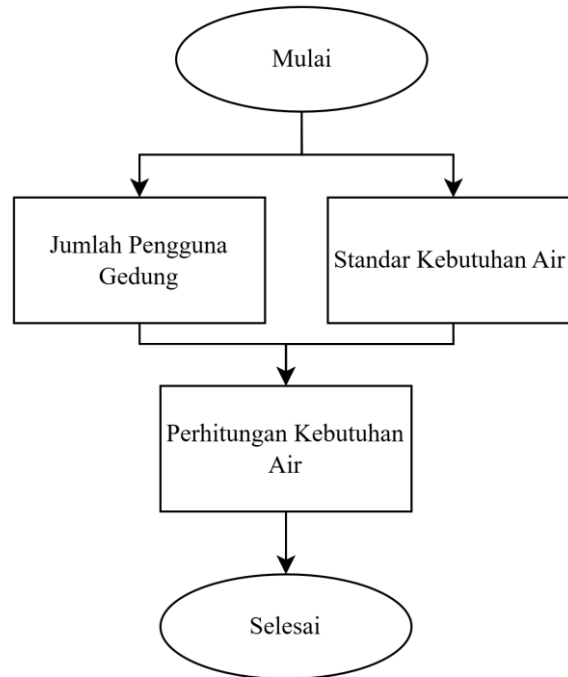 Mulai
Jumlah Pengguna
Gedung
Standar Kebutuhan Air
Perhitungan Kebutuhan
Air
Selesai